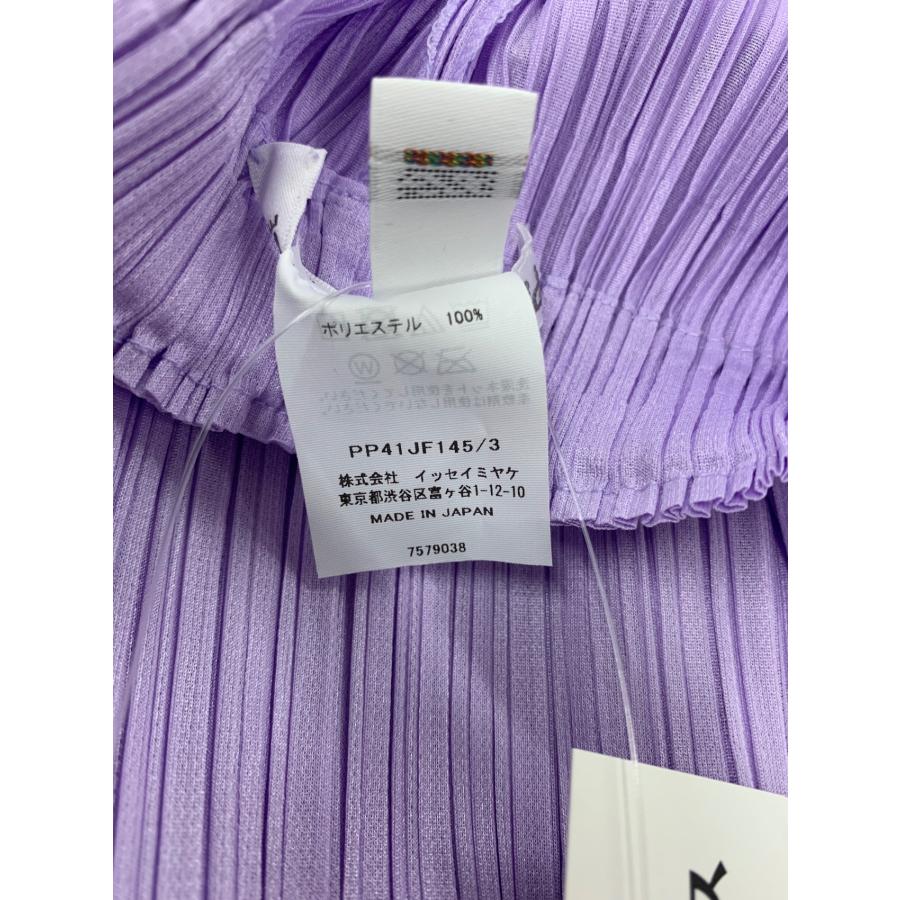 ポリエステル 100%
PP41JF145/3
株式会社 イッセイミヤケ
東京都渋谷区富ヶ谷1-12-10
MADE IN JAPAN
7579038